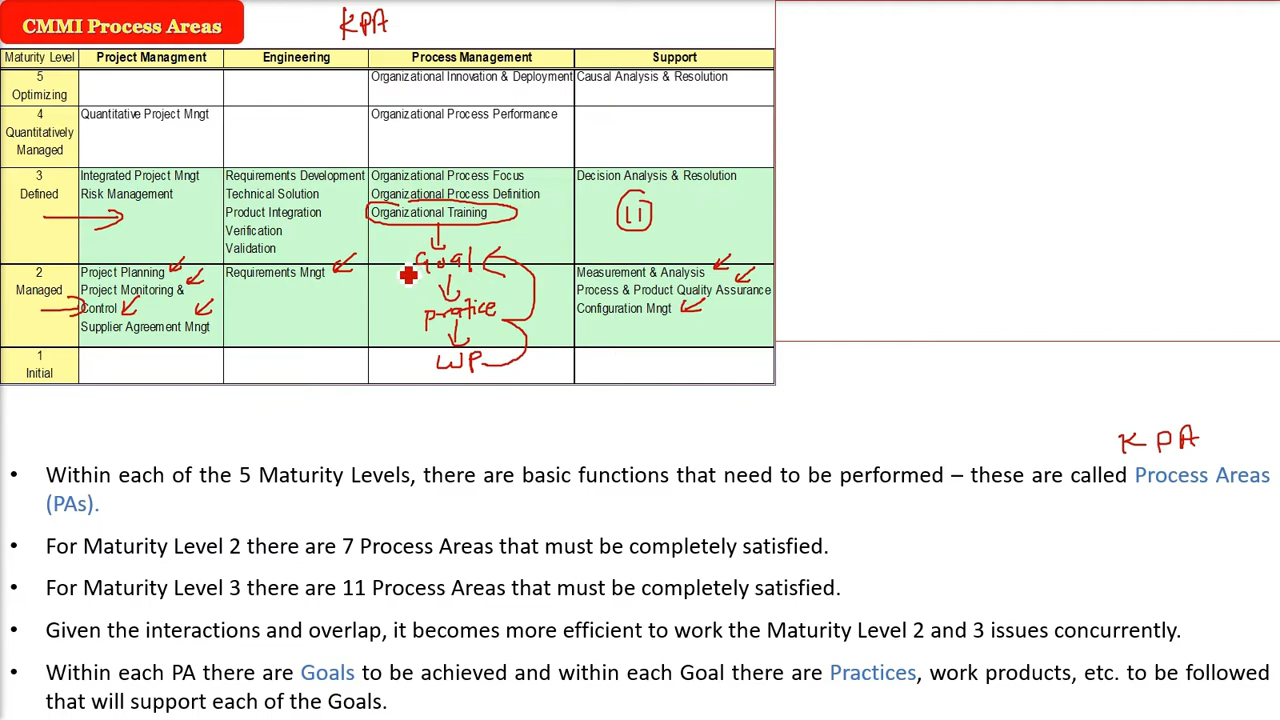 CMMI Process Areas
KPA
Maturity Level Project Managment Engineering Process Management Support
5 Optimizing
Organizational Innovation & Deployment
Causal Analysis & Resolution
4 Quantitatively Managed
Quantitative Project Mngt
Organizational Process Performance
3 Defined
Integrated Project Mngt
Risk Management
Requirements Development
Technical Solution
Product Integration
Verification
Validation
Organizational Process Focus
Organizational Process Definition
Organizational Training
Decision Analysis & Resolution
11
2 Managed
Project Planning
Project Monitoring &
Control
Supplier Agreement Mngt
Requirements Mngt
Goal
pratice
WP
Measurement & Analysis
Process & Product Quality Assurance
Configuration Mngt
1 Initial
KPA
• Within each of the 5 Maturity Levels, there are basic functions that need to be performed – these are called Process Areas
(PAs).
• For Maturity Level 2 there are 7 Process Areas that must be completely satisfied.
• For Maturity Level 3 there are 11 Process Areas that must be completely satisfied.
• Given the interactions and overlap, it becomes more efficient to work the Maturity Level 2 and 3 issues concurrently.
• Within each PA there are Goals to be achieved and within each Goal there are Practices, work products, etc. to be followed
that will support each of the Goals.